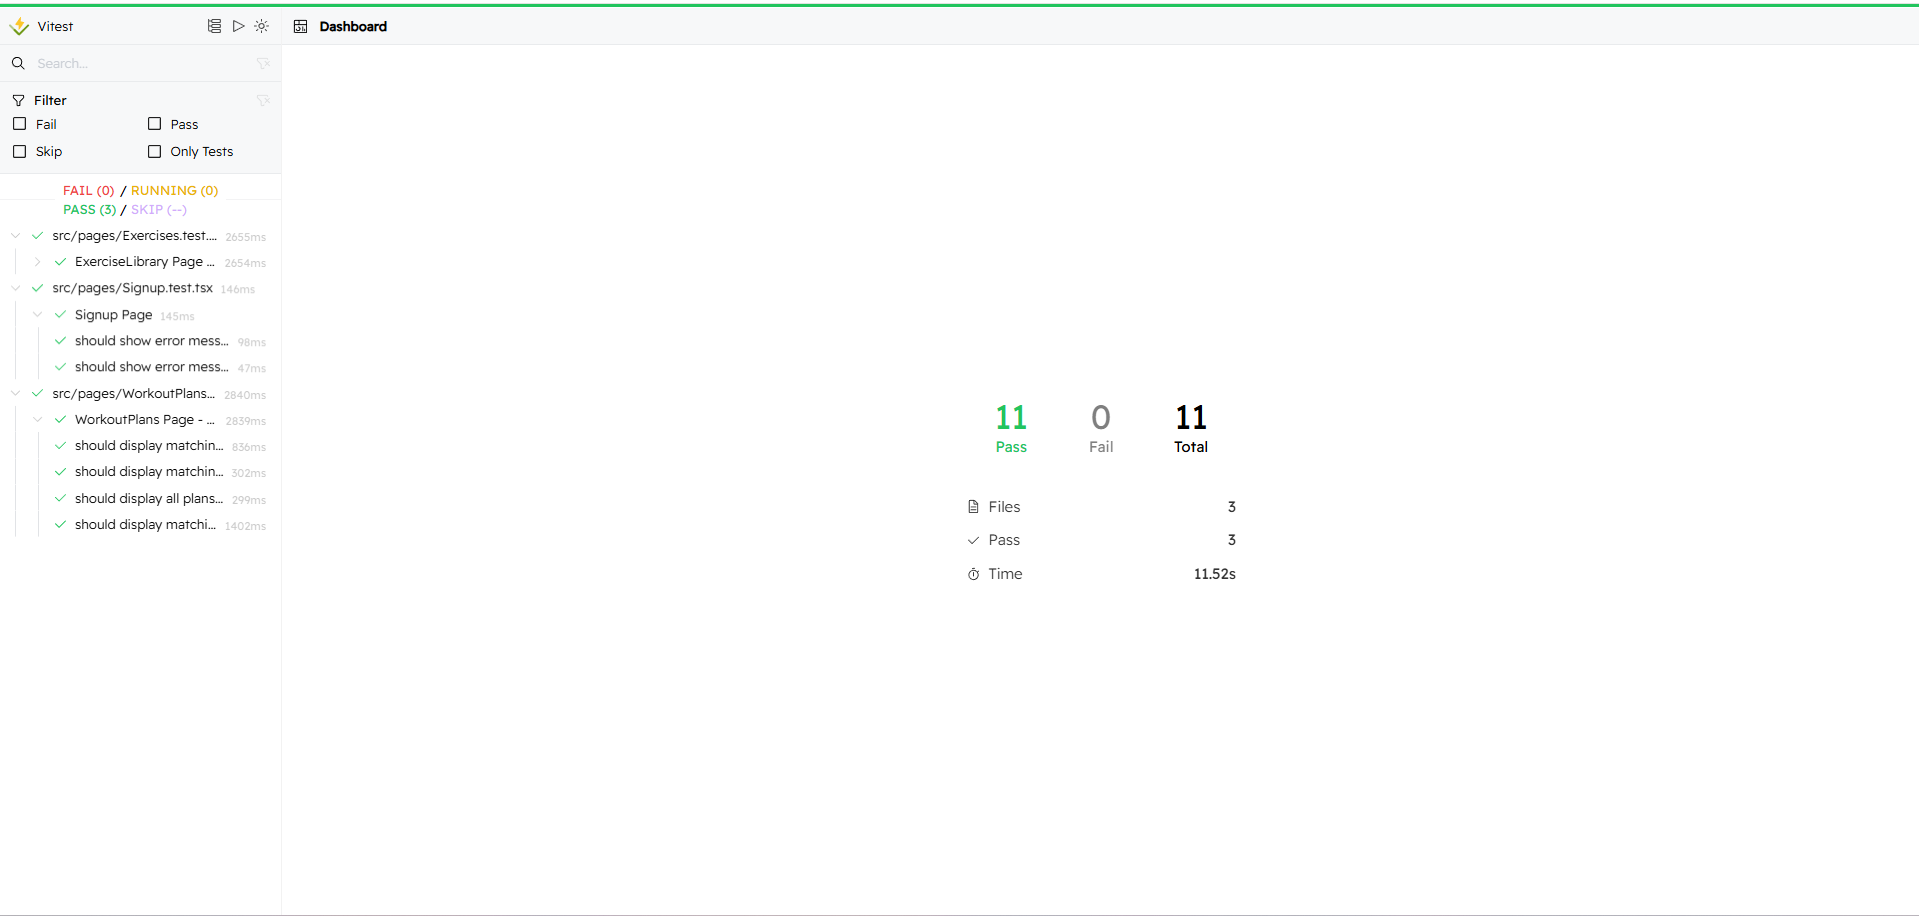 Vitest
Dashboard
Search...
Filter
Fail
Pass
Skip
Only Tests
FAIL (0) / RUNNING (0)
PASS (3) / SKIP (--)
src/pages/Exercises.test.... 2655ms
ExerciseLibrary Page ... 2654ms
src/pages/Signup.test.tsx 146ms
Signup Page 145ms
should show error mess... 98ms
should show error mess... 47ms
src/pages/WorkoutPlans... 2840ms
WorkoutPlans Page - ... 2839ms
should display matchin... 836ms
should display matchin... 302ms
should display all plans... 299ms
should display matchi... 1402ms
11 0 11
Pass Fail Total
Files 3
Pass 3
Time 11.52s